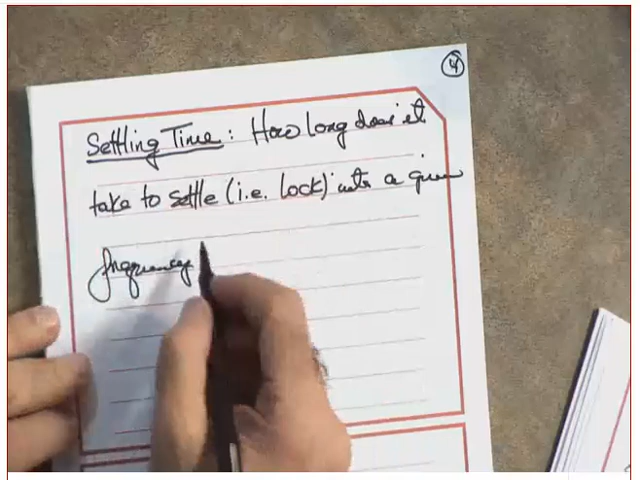 4
Settling Time: How long does it
take to settle (i.e. lock) into a given
frequency